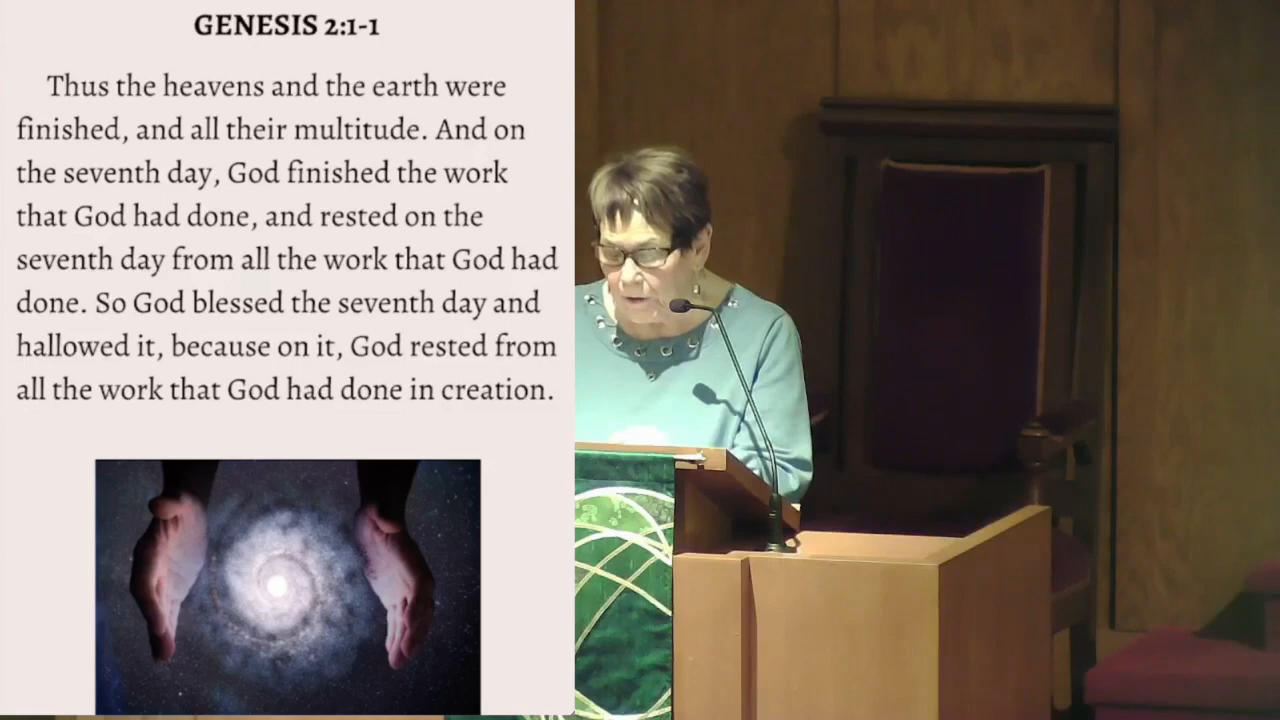 GENESIS 2:1-1
Thus the heavens and the earth were
finished, and all their multitude. And on
the seventh day, God finished the work
that God had done, and rested on the
seventh day from all the work that God had
done. So God blessed the seventh day and
hallowed it, because on it, God rested from
all the work that God had done in creation.